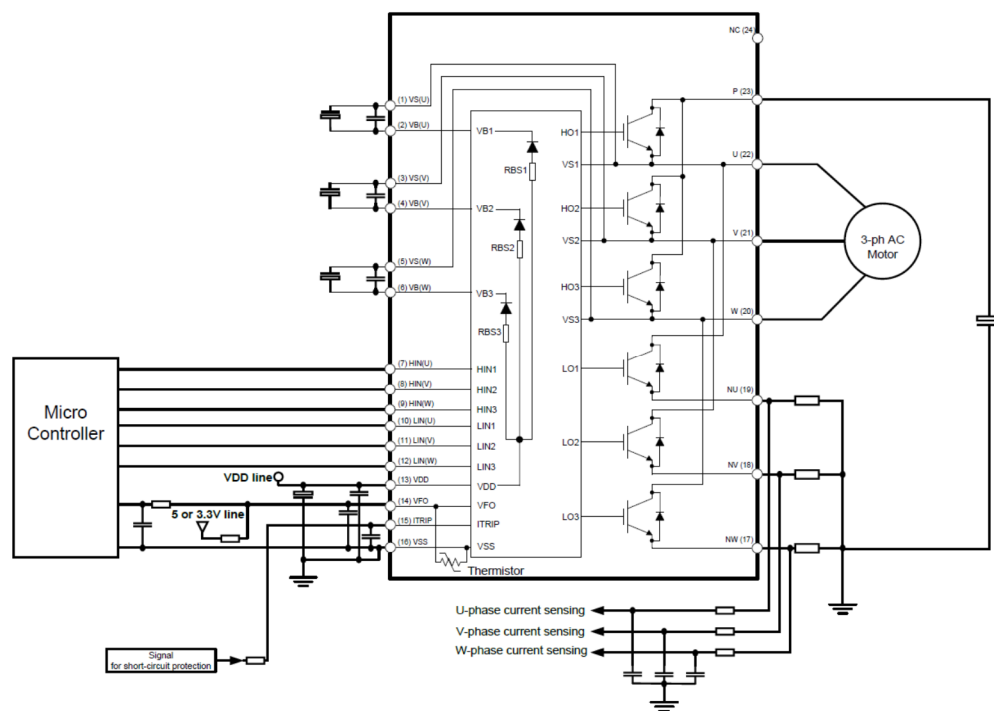 NC (24)
(1) VS(U)
P (23)
(2) VB(U)
VB1
HO1
RBS1
U (22)
VS1
(3) VS(V)
(4) VB(V)
VB2
HO2
RBS2
V (21)
VS2
3-ph AC
Motor
(5) VS(W)
(6) VB(W)
VB3
HO3
RBS3
W (20)
VS3
(7) HIN(U)
HIN1
LO1
(8) HIN(V)
HIN2
NU (19)
(9) HIN(W)
HIN3
Micro
Controller
(10) LIN(U)
LIN1
(11) LIN(V)
LIN2
LO2
(12) LIN(W)
LIN3
NV (18)
VDD line
(13) VDD
VDD
(14) VFO
VFO
5 or 3.3V line
(15) ITRIP
ITRIP
LO3
(16) VSS
VSS
NW (17)
Thermistor
U-phase current sensing
V-phase current sensing
W-phase current sensing
Signal
for short-circuit protection